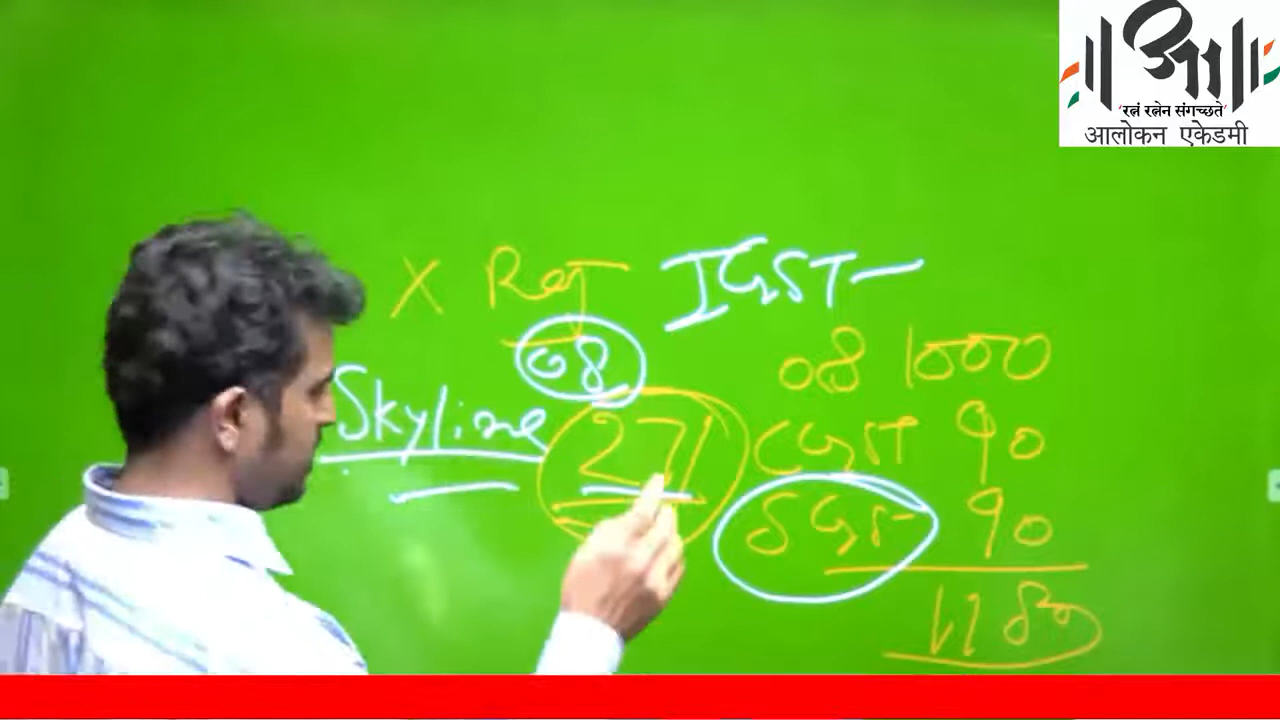 'रत्नं रत्नेन संगच्छते'
आलोकन एकेडमी
X Reg IGST
08
08 1000
Skyline 27
CGST 90
SGST 90
1180